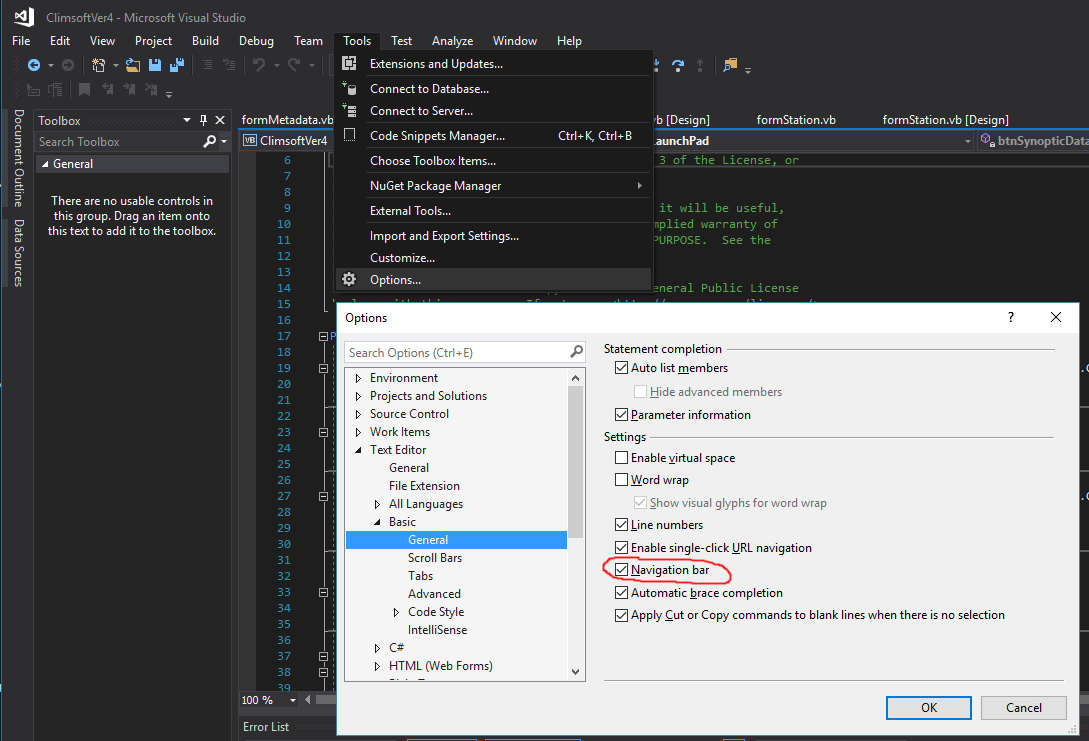 ClimsoftVer4 - Microsoft Visual Studio
File Edit View Project Build Debug Team Tools Test Analyze Window Help
Extensions and Updates...
Connect to Database...
Connect to Server...
Code Snippets Manager... Ctrl+K, Ctrl+B
Choose Toolbox Items...
NuGet Package Manager
External Tools...
Import and Export Settings...
Customize...
Options...
Document Outline
Data Sources
Toolbox
Search Toolbox
General
There are no usable controls in
this group. Drag an item onto
this text to add it to the toolbox.
formMetadata.vb vb [Design] formStation.vb formStation.vb [Design]
VB ClimsoftVer4 aunchPad btnSynopticData
6 3 of the License, or
7
8
9 it will be useful,
10 mplied warranty of
11 PURPOSE. See the
12
13
14 eneral Public License
15
16
17
18
19
20
21
22
23
24
25
26
27
28
29
30
31
32
33
34
35
36
37
38
39
100 %
Error List
Options ?
Search Options (Ctrl+E)
Environment
Projects and Solutions
Source Control
Work Items
Text Editor
General
File Extension
All Languages
Basic
General
Scroll Bars
Tabs
Advanced
Code Style
IntelliSense
C#
HTML (Web Forms)
Statement completion
Auto list members
Hide advanced members
Parameter information
Settings
Enable virtual space
Word wrap
Show visual glyphs for word wrap
Line numbers
Enable single-click URL navigation
Navigation bar
Automatic brace completion
Apply Cut or Copy commands to blank lines when there is no selection
OK Cancel